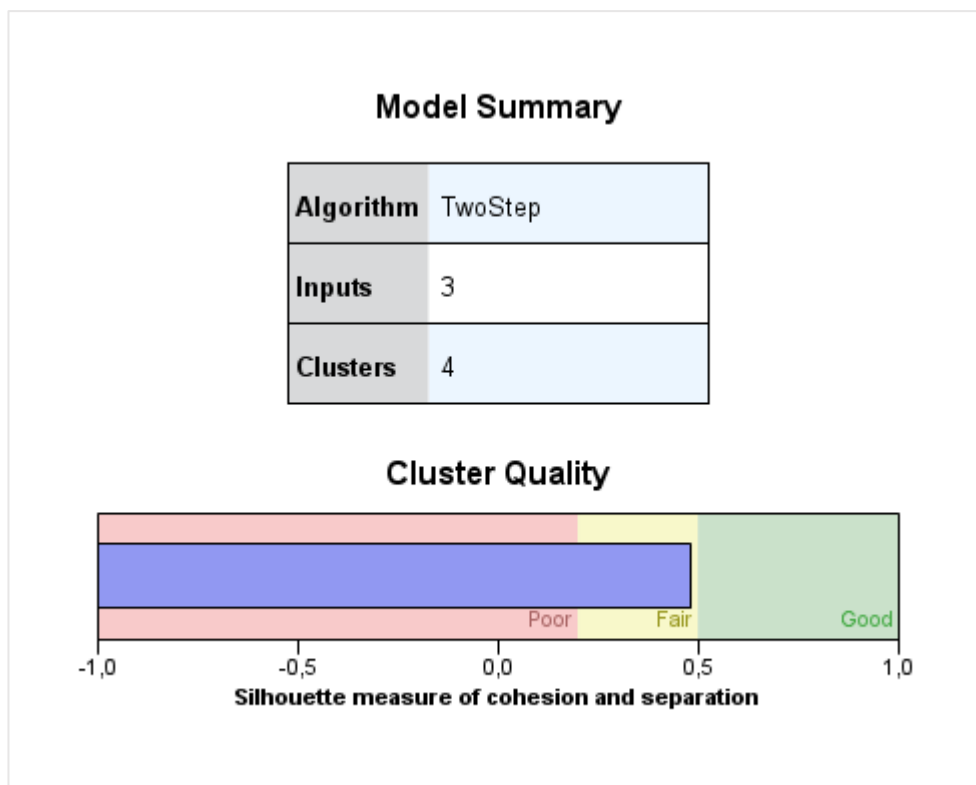 Model Summary
Algorithm TwoStep
Inputs 3
Clusters 4
Cluster Quality
Poor Fair Good
-1,0 -0,5 0,0 0,5 1,0
Silhouette measure of cohesion and separation